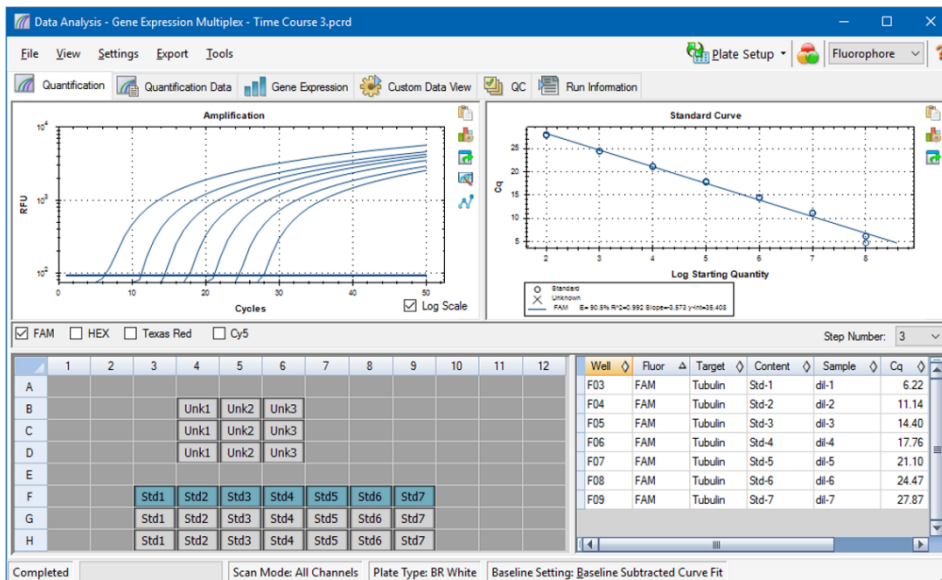 Data Analysis - Gene Expression Multiplex - Time Course 3.pcrd
File View Settings Export Tools Plate Setup Fluorophore ?
Quantification Quantification Data Gene Expression Custom Data View QC Run Information
Amplification
10^4
10^3
10^2
RFU
0 10 20 30 40 50
Cycles
Log Scale
Standard Curve
Cq
25
20
15
10
5
2 3 4 5 6 7 8
Log Starting Quantity
Standard
Unknown
FAM E= 90.5% R^2=0.992 Slope=-3.573 y-int=35.408
FAM HEX Texas Red Cy5 Step Number: 3
1 2 3 4 5 6 7 8 9 10 11 12
A
B Unk1 Unk2 Unk3
C Unk1 Unk2 Unk3
D Unk1 Unk2 Unk3
E
F Std1 Std2 Std3 Std4 Std5 Std6 Std7
G Std1 Std2 Std3 Std4 Std5 Std6 Std7
H Std1 Std2 Std3 Std4 Std5 Std6 Std7
Well Fluor Target Content Sample Cq
F03 FAM Tubulin Std-1 dil-1 6.22
F04 FAM Tubulin Std-2 dil-2 11.14
F05 FAM Tubulin Std-3 dil-3 14.40
F06 FAM Tubulin Std-4 dil-4 17.76
F07 FAM Tubulin Std-5 dil-5 21.10
F08 FAM Tubulin Std-6 dil-6 24.47
F09 FAM Tubulin Std-7 dil-7 27.87
Completed Scan Mode: All Channels Plate Type: BR White Baseline Setting: Baseline Subtracted Curve Fit